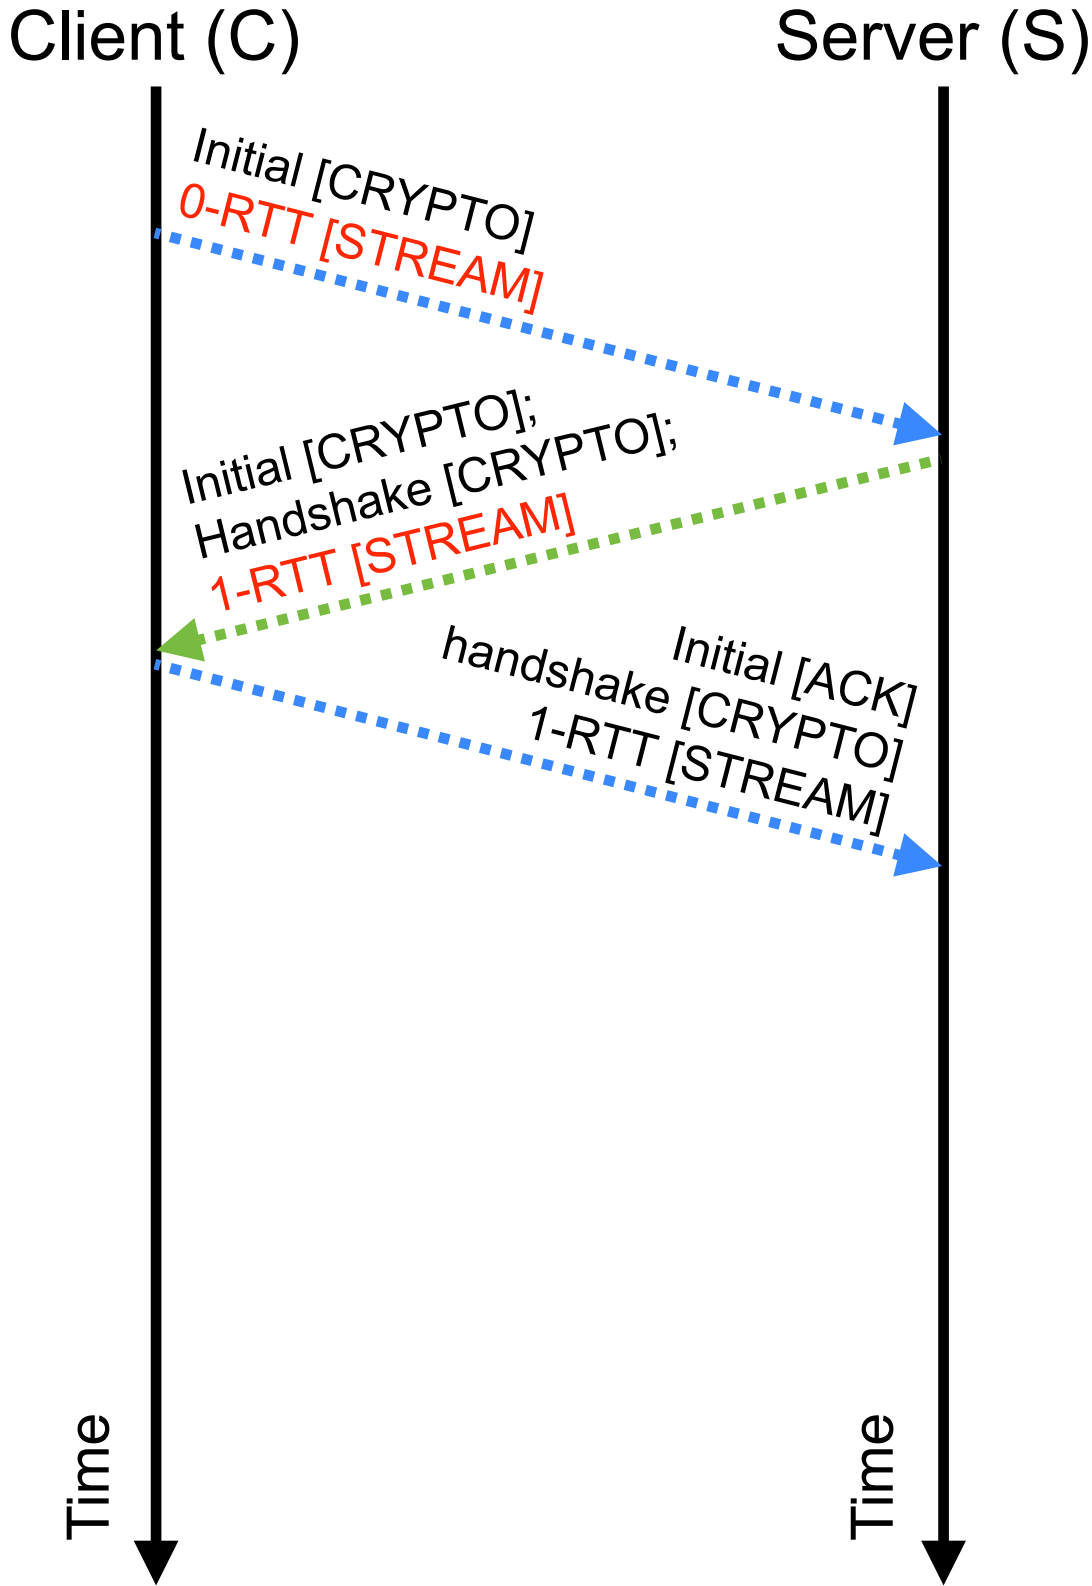 Client (C)
Server (S)
Initial [CRYPTO]
0-RTT [STREAM]
Initial [CRYPTO];
Handshake [CRYPTO];
1-RTT [STREAM]
Initial [ACK]
handshake [CRYPTO]
1-RTT [STREAM]
Time
Time